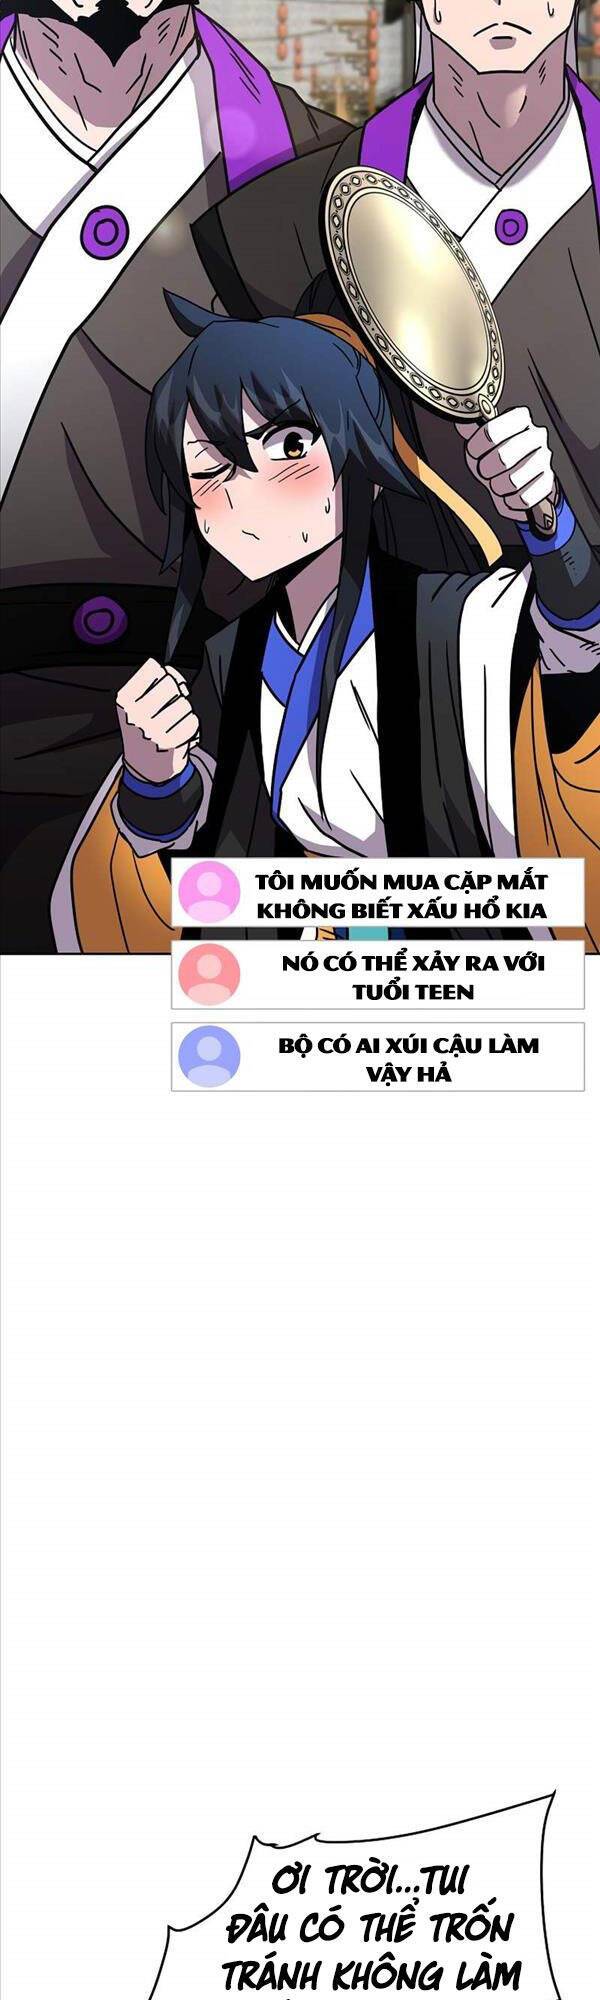 TÔI MUỐN MUA CẶP MẮT
KHÔNG BIẾT XẤU HỔ KIA
NÓ CÓ THỂ XẢY RA VỚI
TUỔI TEEN
BỘ CÓ AI XÚI CẬU LÀM
VẬY HẢ
ƠI TRỜI...TUI
ĐÂU CÓ THỂ TRỐN
TRÁNH KHÔNG LÀM